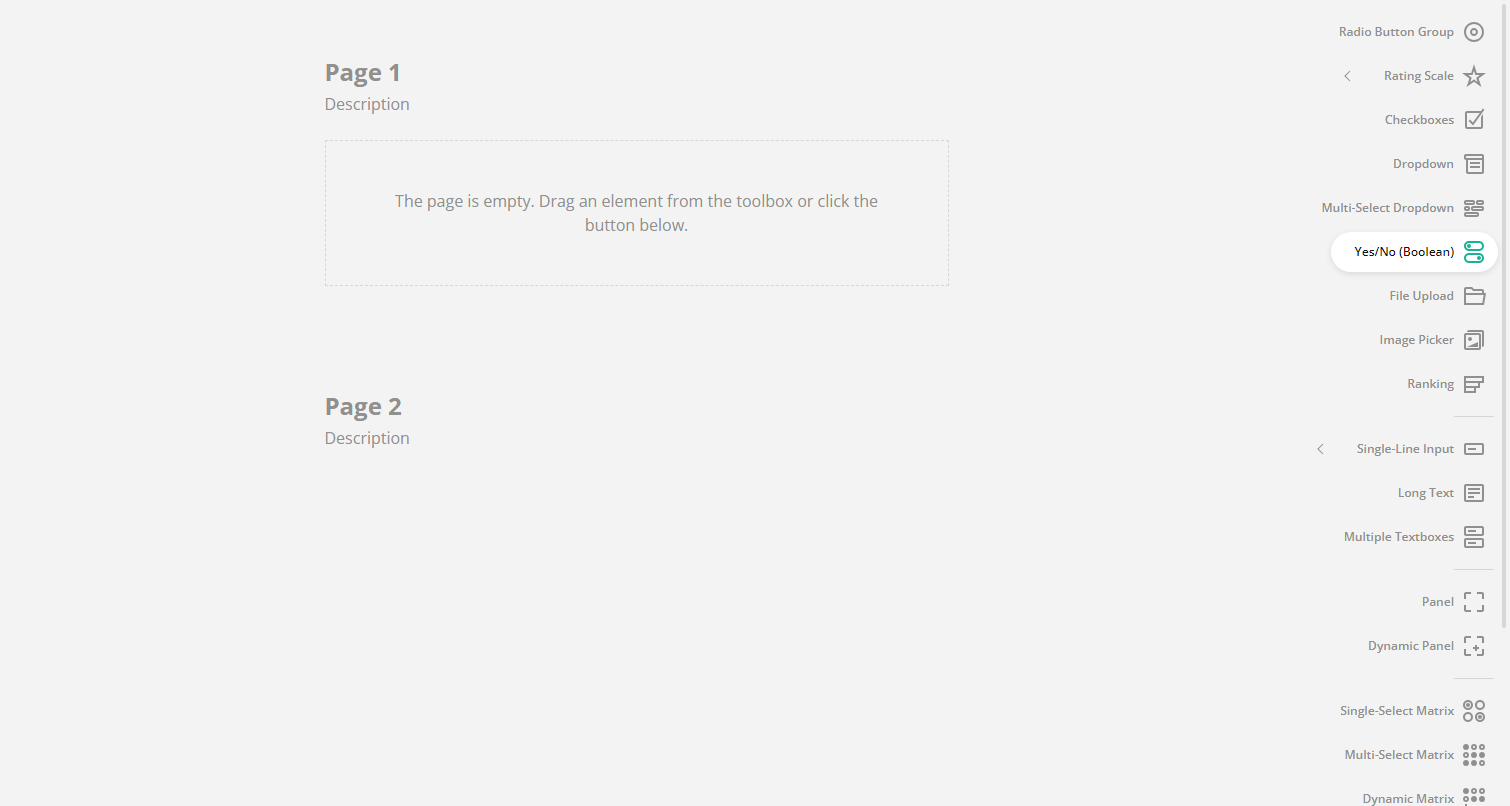 Page 1
Description
The page is empty. Drag an element from the toolbox or click the
button below.
Page 2
Description
Radio Button Group
Rating Scale
Checkboxes
Dropdown
Multi-Select Dropdown
Yes/No (Boolean)
File Upload
Image Picker
Ranking
Single-Line Input
Long Text
Multiple Textboxes
Panel
Dynamic Panel
Single-Select Matrix
Multi-Select Matrix
Dynamic Matrix